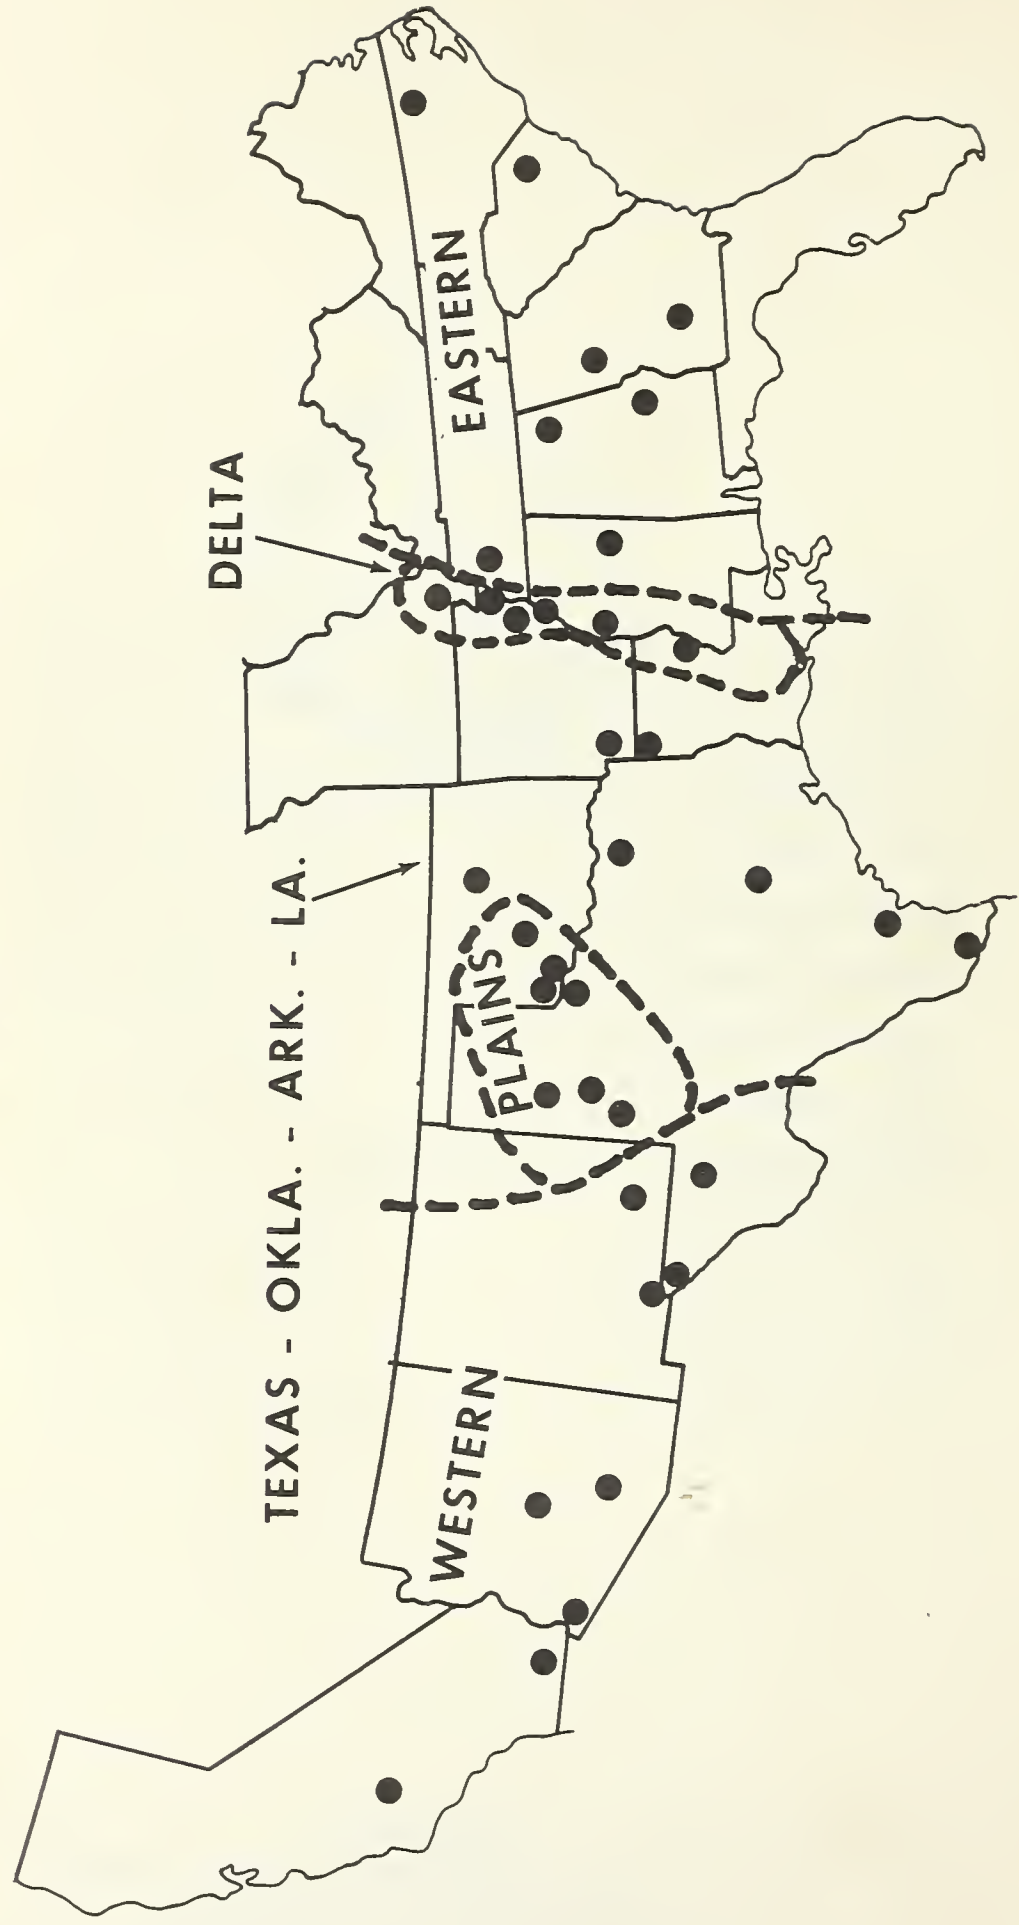 DELTA
EASTERN
TEXAS - OKLA. - ARK. - LA.
PLAINS
WESTERN